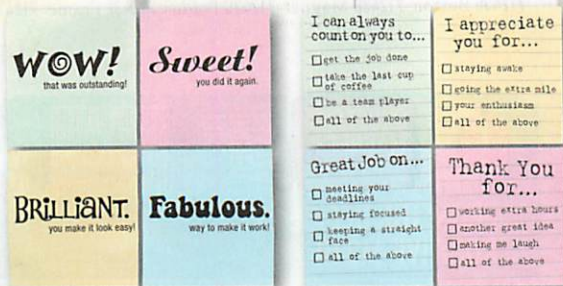 WOW!
that was outstanding!
Sweet!
you did it again.
BRiLLiANT.
you make it look easy!
Fabulous.
way to make it work!
I can always
count on you to...
get the job done
take the last cup
of coffee
be a team player
all of the above
I appreciate
you for...
staying awake
going the extra mile
your enthusiasm
all of the above
Great Job on...
meeting your
deadlines
staying focused
keeping a straight
face
all of the above
Thank You
for...
working extra hours
another great idea
making me laugh
all of the above